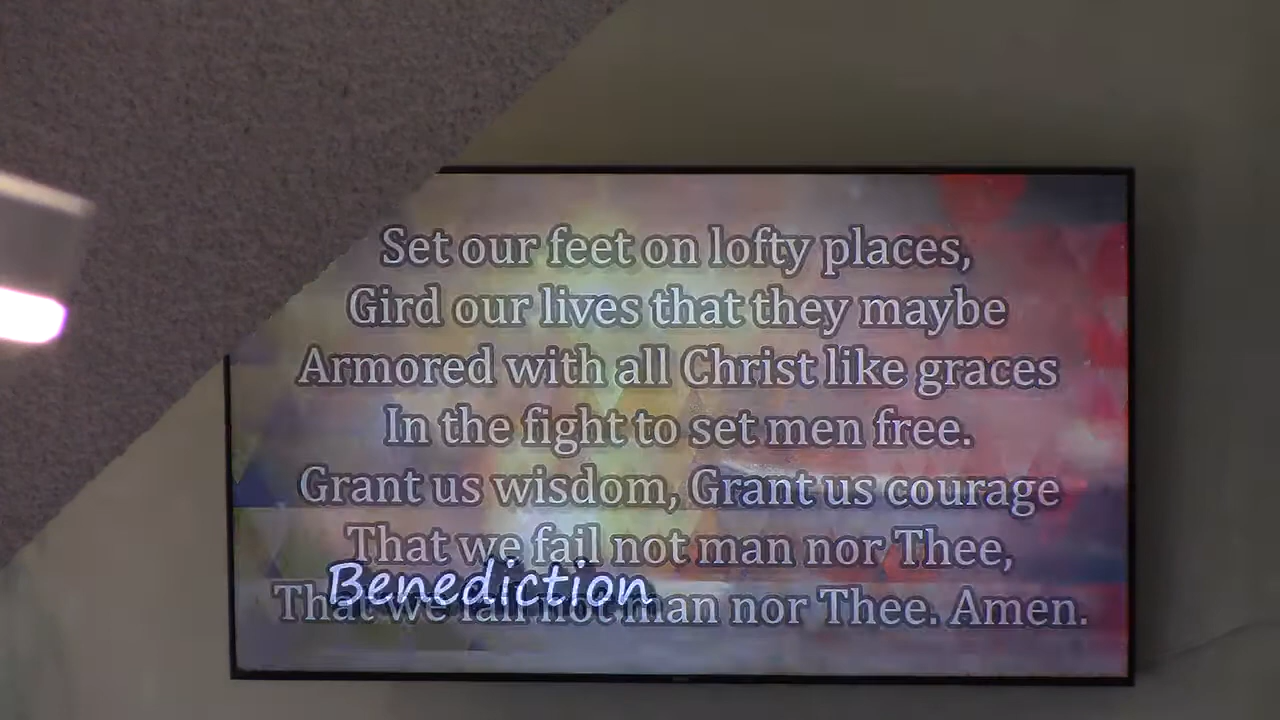 Set our feet on lofty places,
Gird our lives that they maybe
Armored with all Christ like graces
In the fight to set men free.
Grant us wisdom, Grant us courage
That we fail not man nor Thee,
Benediction
That we fail not man nor Thee. Amen.